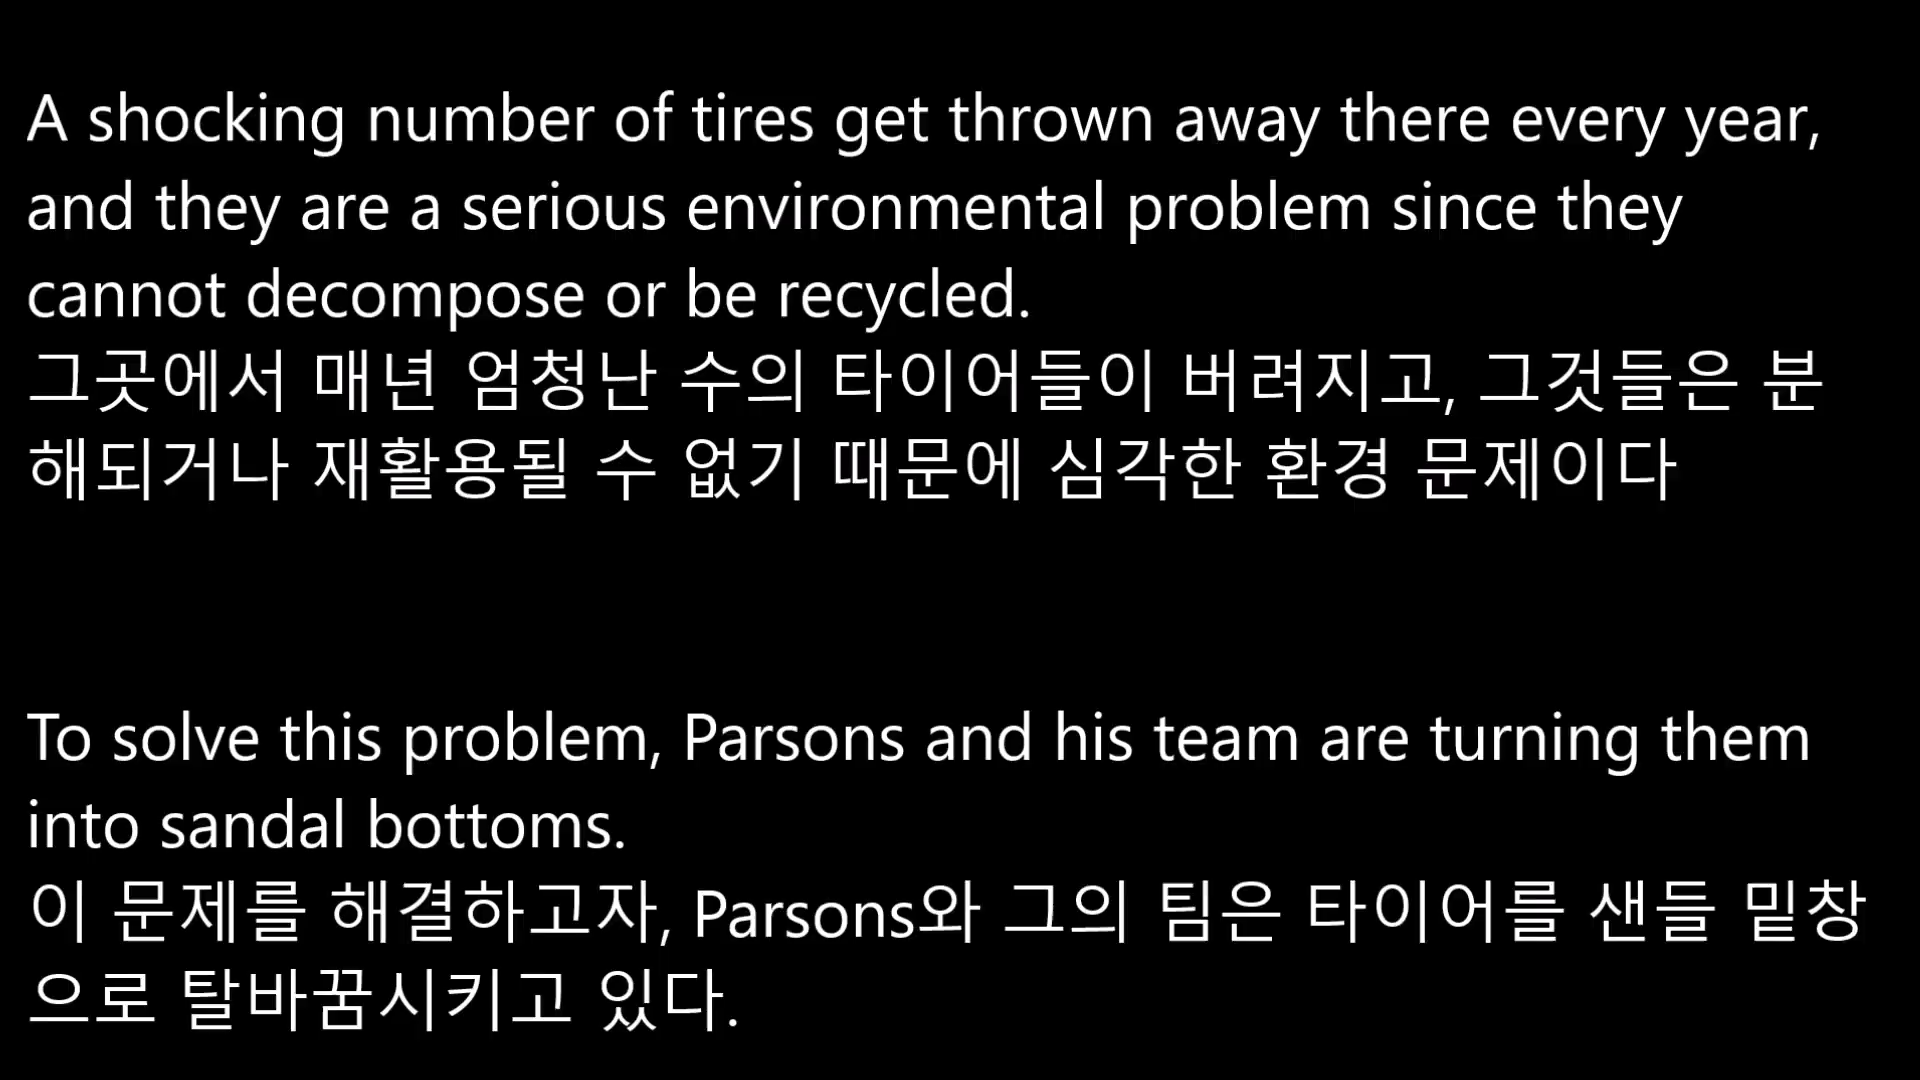 A shocking number of tires get thrown away there every year,
and they are a serious environmental problem since they
cannot decompose or be recycled.
그곳에서 매년 엄청난 수의 타이어들이 버려지고, 그것들은 분
해되거나 재활용될 수 없기 때문에 심각한 환경 문제이다
To solve this problem, Parsons and his team are turning them
into sandal bottoms.
이 문제를 해결하고자, Parsons와 그의 팀은 타이어를 샌들 밑창
으로 탈바꿈시키고 있다.